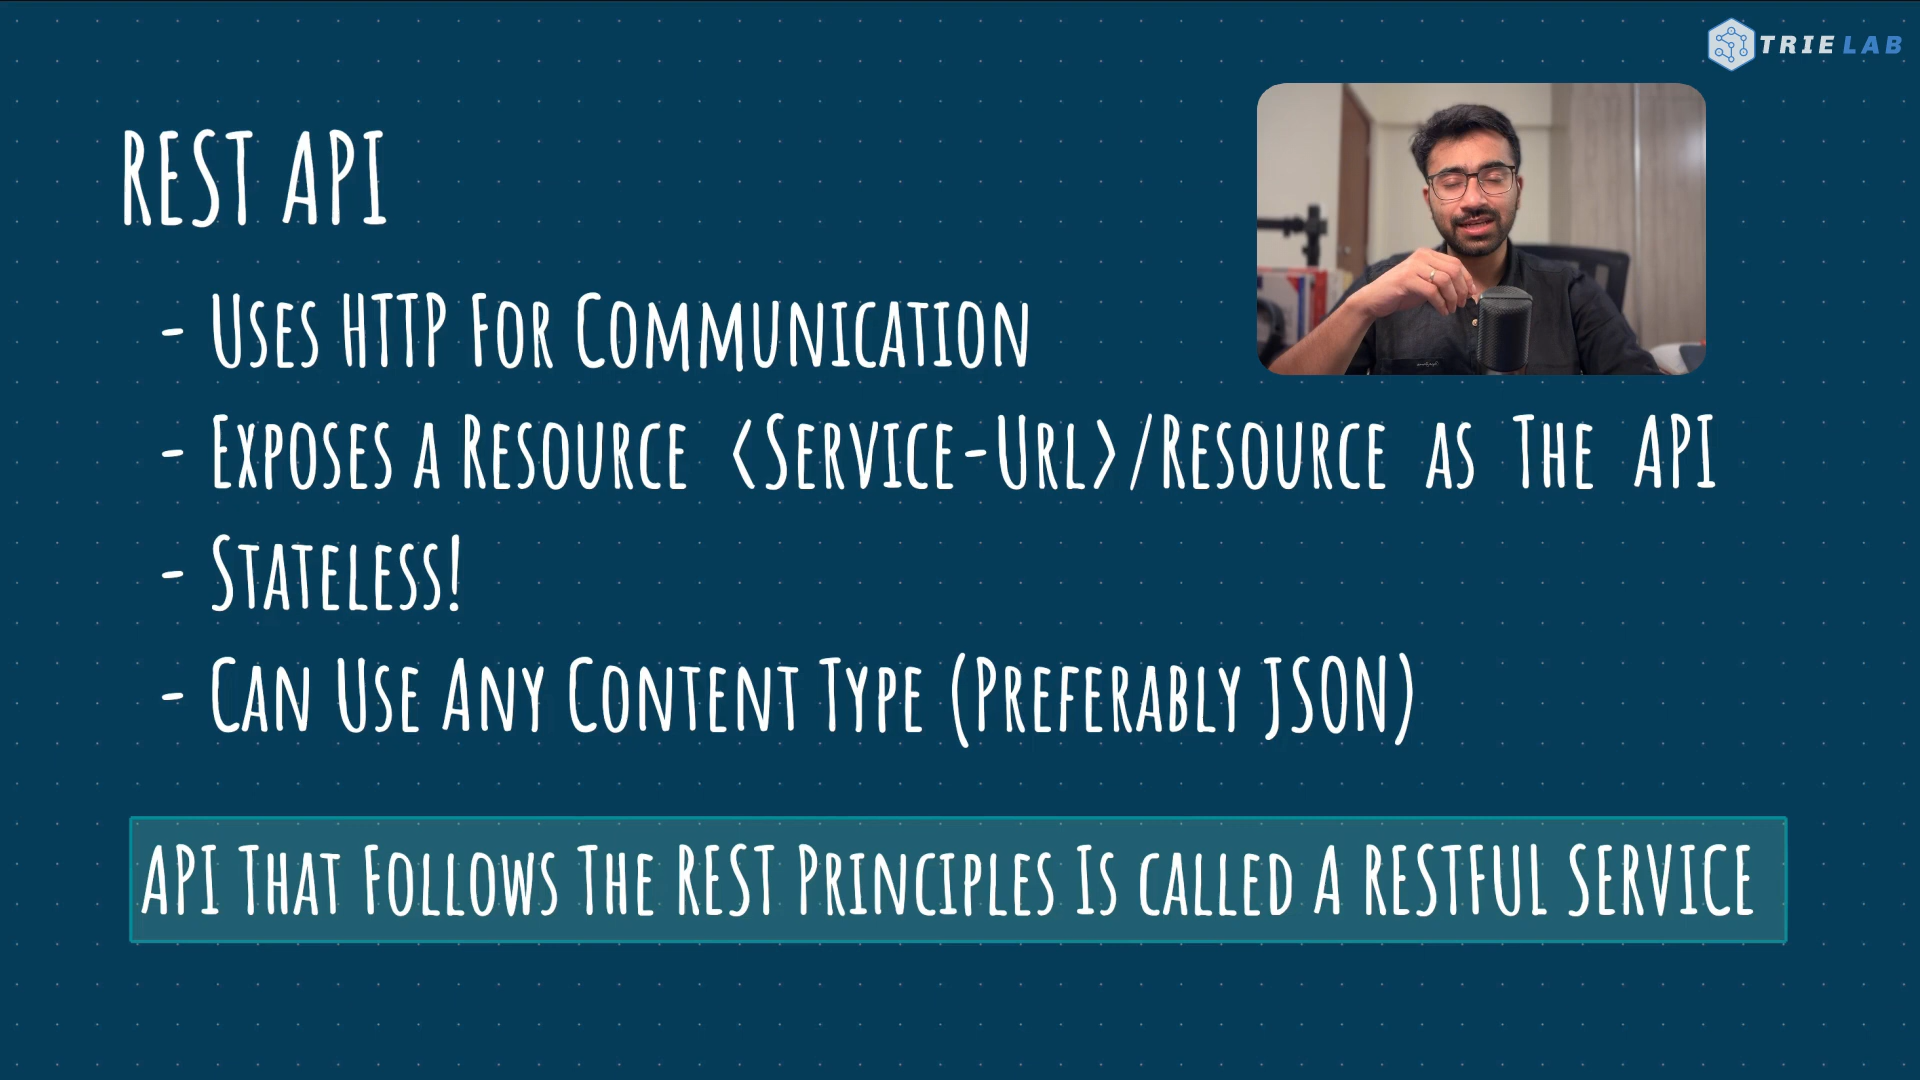 TRIE LAB
REST API
- Uses HTTP For Communication
- Exposes a Resource <Service-Url>/Resource as The API
- Stateless!
- Can Use Any Content Type (Preferably JSON)
API That Follows The REST Principles Is called A RESTFUL SERVICE